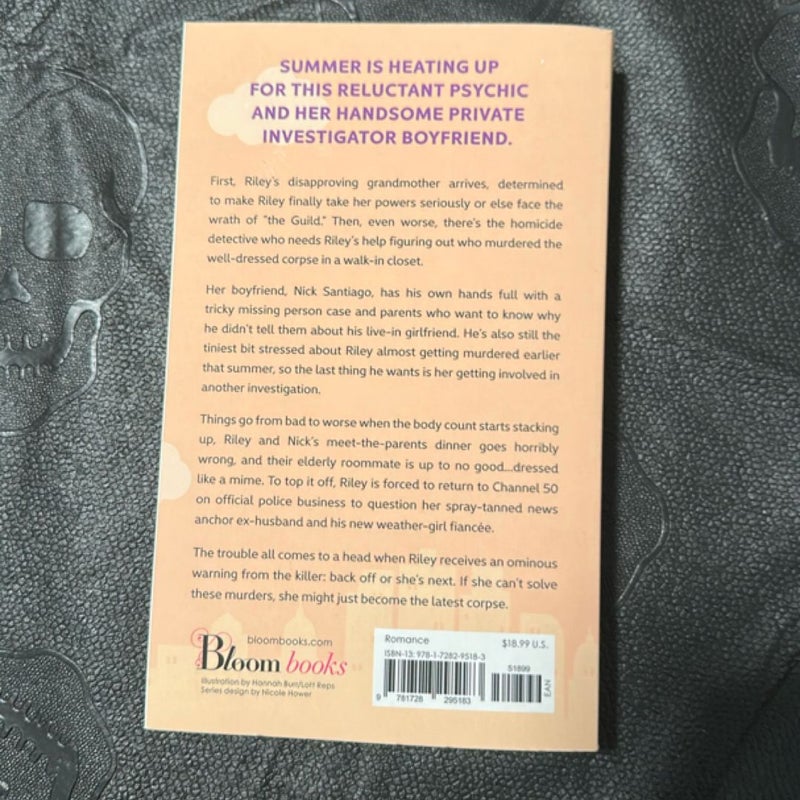 SUMMER IS HEATING UP
FOR THIS RELUCTANT PSYCHIC
AND HER HANDSOME PRIVATE
INVESTIGATOR BOYFRIEND.
First, Riley's disapproving grandmother arrives, determined
to make Riley finally take her powers seriously or else face the
wrath of "the Guild." Then, even worse, there's the homicide
detective who needs Riley's help figuring out who murdered the
well-dressed corpse in a walk-in closet.
Her boyfriend, Nick Santiago, has his own hands full with a
tricky missing person case and parents who want to know why
he didn't tell them about his live-in girlfriend. He's also still the
tiniest bit stressed about Riley almost getting murdered earlier
that summer, so the last thing he wants is her getting involved in
another investigation.
Things go from bad to worse when the body count starts stacking
up, Riley and Nick's meet-the-parents dinner goes horribly
wrong, and their elderly roommate is up to no good...dressed
like a mime. To top it off, Riley is forced to return to Channel 50
on official police business to question her spray-tanned news
anchor ex-husband and his new weather-girl fiancée.
The trouble all comes to a head when Riley receives an ominous
warning from the killer: back off or she's next. If she can't solve
these murders, she might just become the latest corpse.
bloombooks.com
Bloom books
Illustration by Hannah Burr/Lott Reps
Series design by Nicole Hower
Romance $18.99 U.S.
ISBN-13: 978-1-7282-9518-3
51899
9 781728 295183
EAN